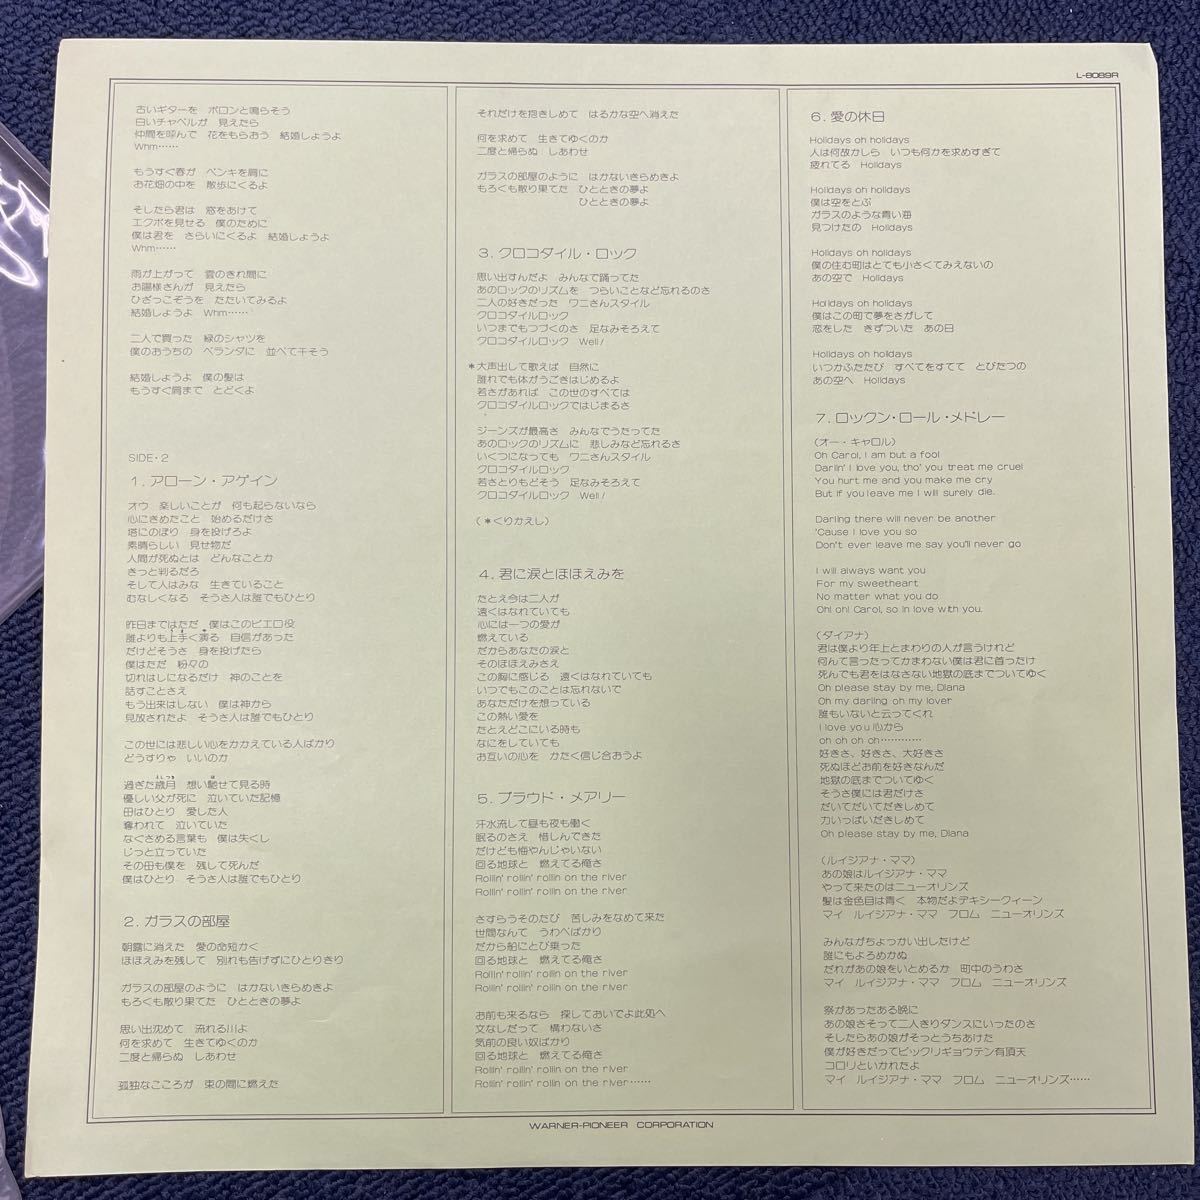 L-8089R
古いギターを　ボロンと鳴らそう
白いチャペルが　見えたら
仲間を呼んで　花をもらおう　結婚しようよ
Whm……
もうすぐ春が　ペンキを肩に
お花畑の中を　散歩にくるよ
そしたら君は　窓をあけて
エクボを見せる　僕のために
僕は君を　さらいにくるよ　結婚しようよ
Whm……
雨が上がって　雲のきれ間に
お陽様さんが　見えたら
ひざっこぞうを　たたいてみるよ
結婚しようよ　Whm……
二人で買った　緑のシャツを
僕のおうちの　ベランダに　並べて干そう
結婚しようよ　僕の髪は
もうすぐ肩まで　とどくよ
SIDE・2
1. アローン・アゲイン
オウ　楽しいことが　何も起らないなら
心にきめたこと　始めるだけさ
塔にのぼり　身を投げろよ
素晴らしい　見せ物だ
人間が死ぬとは　どんなことか
きっと判るだろ
そして人はみな　生きていること
むなしくなる　そうさ人は誰でもひとり
昨日まではただ　僕はこのピエロ役
誰よりも上手く演る　自信があった
だけどそうさ　身を投げたら
僕はただ　粉々の
切れはしになるだけ　神のことを
話すことさえ
もう出来はしない　僕は神から
見放されたよ　そうさ人は誰でもひとり
この世には悲しい心をかかえている人ばかり
どうすりゃ　いいのか
過ぎた歳月　想い馳せて見る時
優しい父が死に　泣いていた記憶
母はひとり　愛した人
奪われて　泣いていた
なぐさめる言葉も　僕は失くし
じっと立っていた
その母も僕を　残して死んだ
僕はひとり　そうさ人は誰でもひとり
2. ガラスの部屋
朝露に消えた　愛の命短かく
ほほえみを残して　別れも告げずにひとりきり
ガラスの部屋のように　はかないきらめきよ
もろくも散り果てた　ひとときの夢よ
思い出沈めて　流れる川よ
何を求めて　生きてゆくのか
二度と帰らぬ　しあわせ
孤独なこころが　束の間に燃えた
それだけを抱きしめて　はるかな空へ消えた
何を求めて　生きてゆくのか
二度と帰らぬ　しあわせ
ガラスの部屋のように　はかないきらめきよ
もろくも散り果てた　ひとときの夢よ
ひとときの夢よ
3. クロコダイル・ロック
思い出すんだよ　みんなで踊ってた
あのロックのリズムを　つらいことなど忘れるのさ
二人の好きだった　ワニさんスタイル
クロコダイルロック
いつまでもつづくのさ　足なみそろえて
クロコダイルロック　Well!
＊大声出して歌えば　自然に
誰れでも体がうごきはじめるよ
若さがあれば　この世のすべては
クロコダイルロックではじまるさ
ジーンズが最高さ　みんなでうたってた
あのロックのリズムに　悲しみなど忘れるさ
いくつになっても　ワニさんスタイル
クロコダイルロック
若さとりもどそう　足なみそろえて
クロコダイルロック　Well!
（＊くりかえし）
4. 君に涙とほほえみを
たとえ今は二人が
遠くはなれていても
心には一つの愛が
燃えている
だからあなたの涙と
そのほほえみさえ
この胸に感じる　遠くはなれていても
いつでもこのことは忘れないで
あなただけを想っている
この熱い愛を
たとえどこにいる時も
なにをしていても
お互いの心を　かたく信じ合おうよ
5. プラウド・メアリー
汗水流して昼も夜も働く
眠るのさえ　惜しんできた
だけども悔やんじゃいない
回る地球と　燃えてる俺さ
Rollin' rollin' rollin on the river
Rollin' rollin' rollin on the river
さすらうそのたび　苦しみをなめて来た
世間なんて　うわべばかり
だから船にとび乗った
回る地球と　燃えてる俺さ
Rollin' rollin' rollin on the river
Rollin' rollin' rollin on the river
お前も来るなら　探しておいでよ此処へ
文なしだって　構わないさ
気前の良い奴ばかり
回る地球と　燃えてる俺さ
Rollin' rollin' rollin on the river
Rollin' rollin' rollin on the river……
6. 愛の休日
Holidays oh holidays
人は何故かしら　いつも何かを求めすぎて
疲れてる　Holidays
Holidays oh holidays
僕は空をとぶ
ガラスのような青い海
見つけたの　Holidays
Holidays oh holidays
僕の住む町はとても小さくてみえないの
あの空で　Holidays
Holidays oh holidays
僕はこの町で夢をさがして
恋をした　きずついた　あの日
Holidays oh holidays
いつかふたたび　すべてをすてて　とびたつの
あの空へ　Holidays
7. ロックン・ロール・メドレー
（オー・キャロル）
Oh Carol, I am but a fool
Darlin' I love you, tho' you treat me cruel
You hurt me and you make me cry
But if you leave me I will surely die.
Darling there will never be another
'Cause I love you so
Don't ever leave me say you'll never go
I will always want you
For my sweetheart
No matter what you do
Oh! oh! Carol, so in love with you.
（ダイアナ）
君は僕より年上とまわりの人が言うけれど
何んて言ったってかまわない僕は君に首ったけ
死んでも君をはなさない地獄の底までついてゆく
Oh please stay by me, Diana
Oh my darling oh my lover
誰もいないと云ってくれ
I love you 心から
oh oh oh oh…………
好きさ、好きさ、大好きさ
死ぬほどお前を好きなんだ
地獄の底までついてゆく
そうさ僕には君だけさ
だいてだいてだきしめて
力いっぱいだきしめて
Oh please stay by me, Diana
（ルイジアナ・ママ）
あの娘はルイジアナ・ママ
やって来たのはニューオリンズ
髪は金色目は青く　本物だよデキシークィーン
マイ　ルイジアナ・ママ　フロム　ニューオリンズ
みんながちょっかい出したけど
誰にもよろめかぬ
だれがあの娘をいとめるか　町中のうわさ
マイ　ルイジアナ・ママ　フロム　ニューオリンズ
祭があったある晩に
あの娘さそって二人きりダンスにいったのさ
そしたらあの娘がそっとうちあけた
僕が好きだってビックリギョウテン有頂天
コロリといかれたよ
マイ　ルイジアナ・ママ　フロム　ニューオリンズ……
WARNER-PIONEER CORPORATION